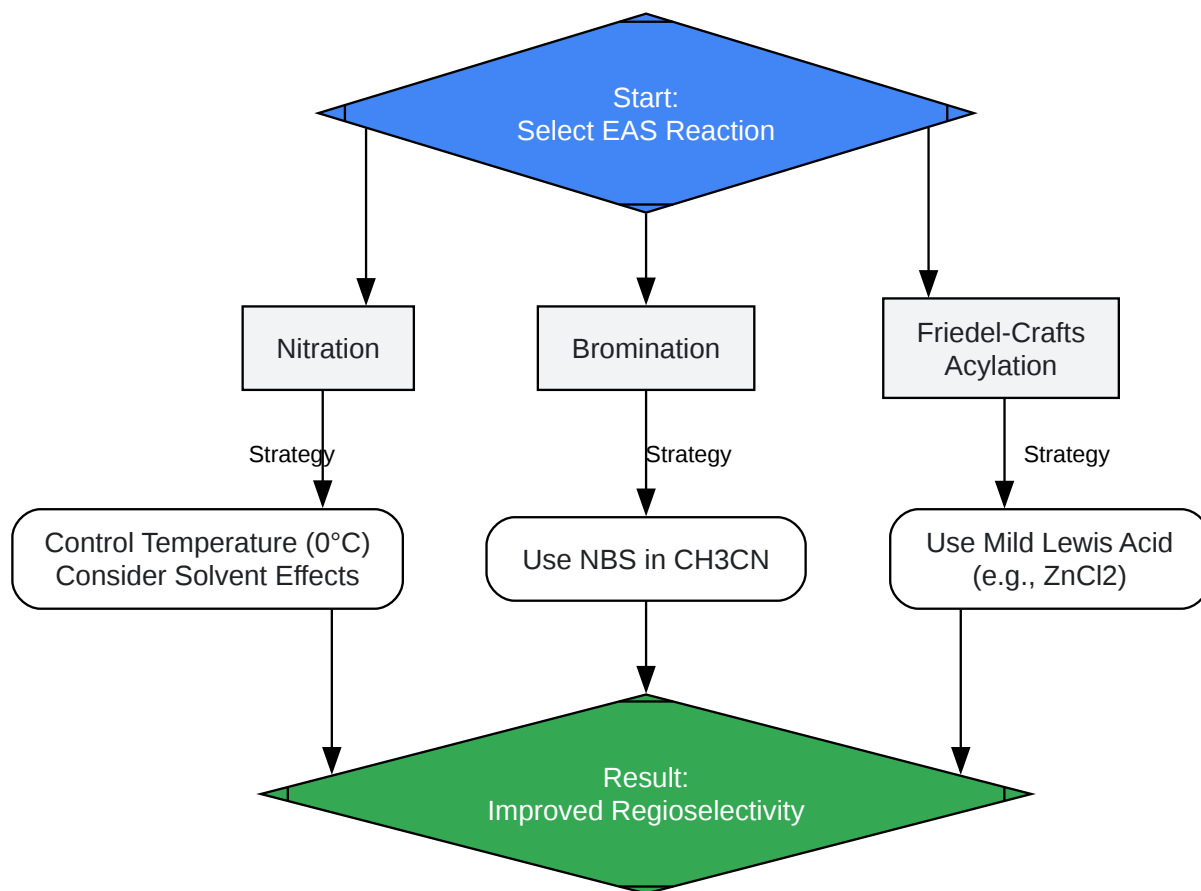 Start:
Select EAS Reaction
Nitration
Bromination
Friedel-Crafts
Acylation
Strategy
Strategy
Strategy
Control Temperature (0°C)
Consider Solvent Effects
Use NBS in CH3CN
Use Mild Lewis Acid
(e.g., ZnCl2)
Result:
Improved Regioselectivity